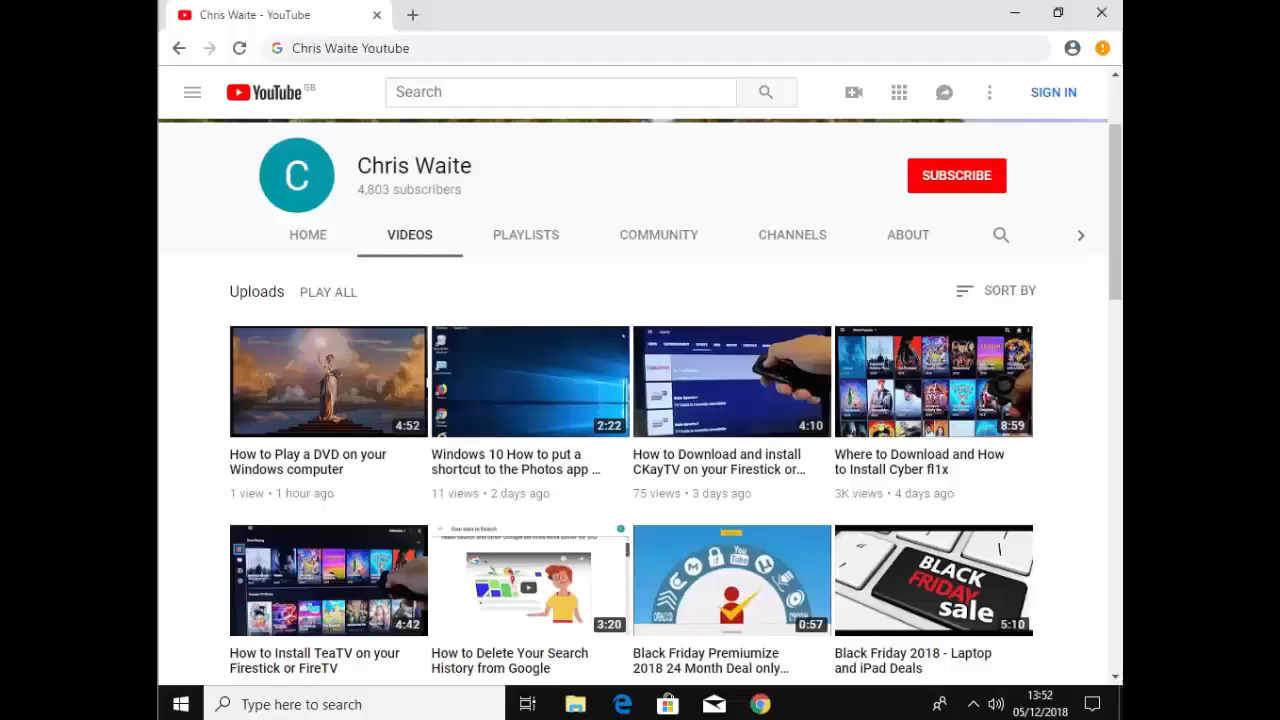 Chris Waite - YouTube
Chris Waite Youtube
YouTube GB
Search
SIGN IN
C
Chris Waite
4,803 subscribers
SUBSCRIBE
HOME
VIDEOS
PLAYLISTS
COMMUNITY
CHANNELS
ABOUT
Uploads
PLAY ALL
SORT BY
4:52
2:22
4:10
8:59
How to Play a DVD on your
Windows computer
1 view • 1 hour ago
Windows 10 How to put a
shortcut to the Photos app ...
11 views • 2 days ago
How to Download and install
CKayTV on your Firestick or...
75 views • 3 days ago
Where to Download and How
to Install Cyber fl1x
3K views • 4 days ago
4:42
Your data in Search
3:20
You
Tube
0:57
BLACK
FRIDAY
sale
5:10
How to Install TeaTV on your
Firestick or FireTV
How to Delete Your Search
History from Google
Black Friday Premiumize
2018 24 Month Deal only...
Black Friday 2018 - Laptop
and iPad Deals
Type here to search
13:52
05/12/2018